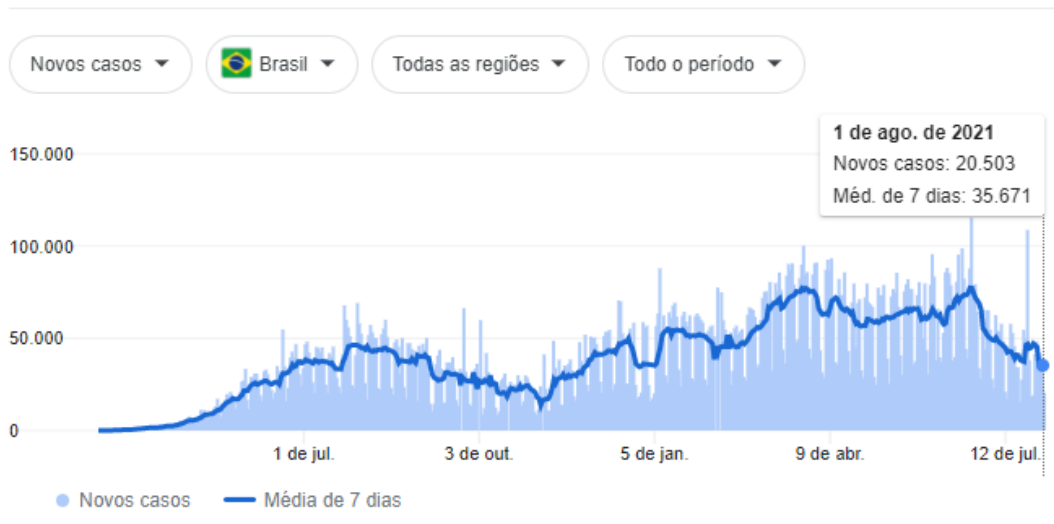 Novos casos Brasil Todas as regiões Todo o período
1 de ago. de 2021
Novos casos: 20.503
Méd. de 7 dias: 35.671
150.000
100.000
50.000
0
1 de jul. 3 de out. 5 de jan. 9 de abr. 12 de jul.
Novos casos Média de 7 dias